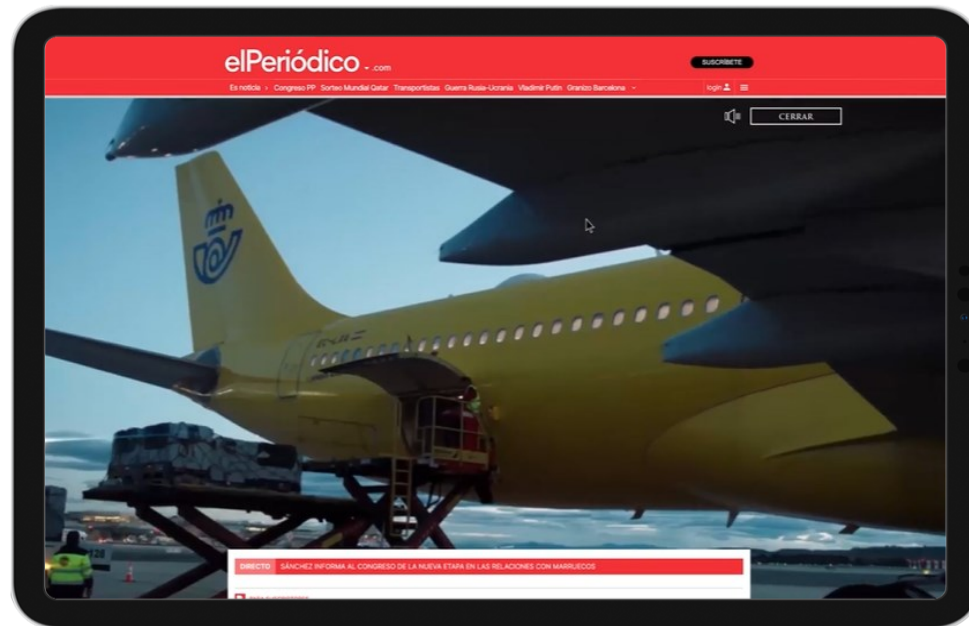 elPeriódico .com
SUSCRÍBETE
Es noticia > Congreso PP Sorteo Mundial Qatar Transportistas Guerra Rusia-Ucrania Vladimir Putin Granizo Barcelona
login
CERRAR
DIRECTO SÁNCHEZ INFORMA AL CONGRESO DE LA NUEVA ETAPA EN LAS RELACIONES CON MARRUECOS